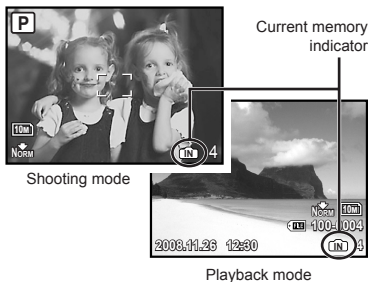 Current memory
indicator
P
10M
NORM
IN 4
Shooting mode
NORM 10M
FILE 100-0004
2008.11.26 12:30 IN 4
Playback mode